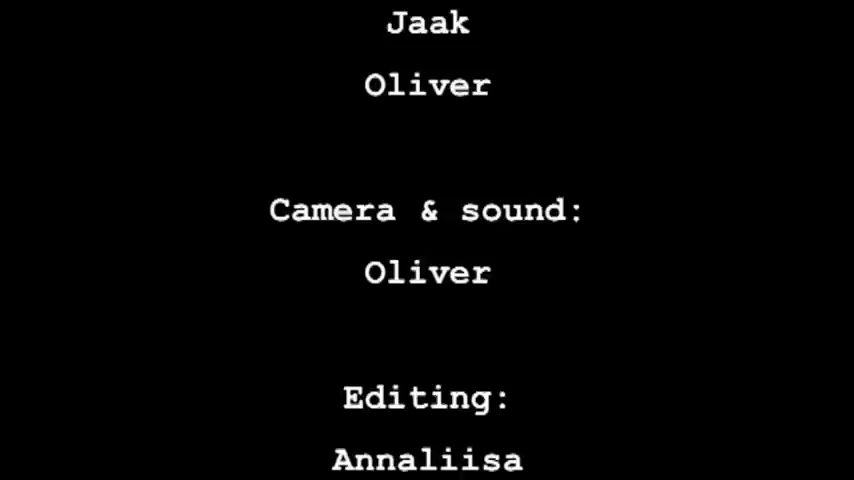 Jaak
Oliver
Camera & sound:
Oliver
Editing:
Annaliisa